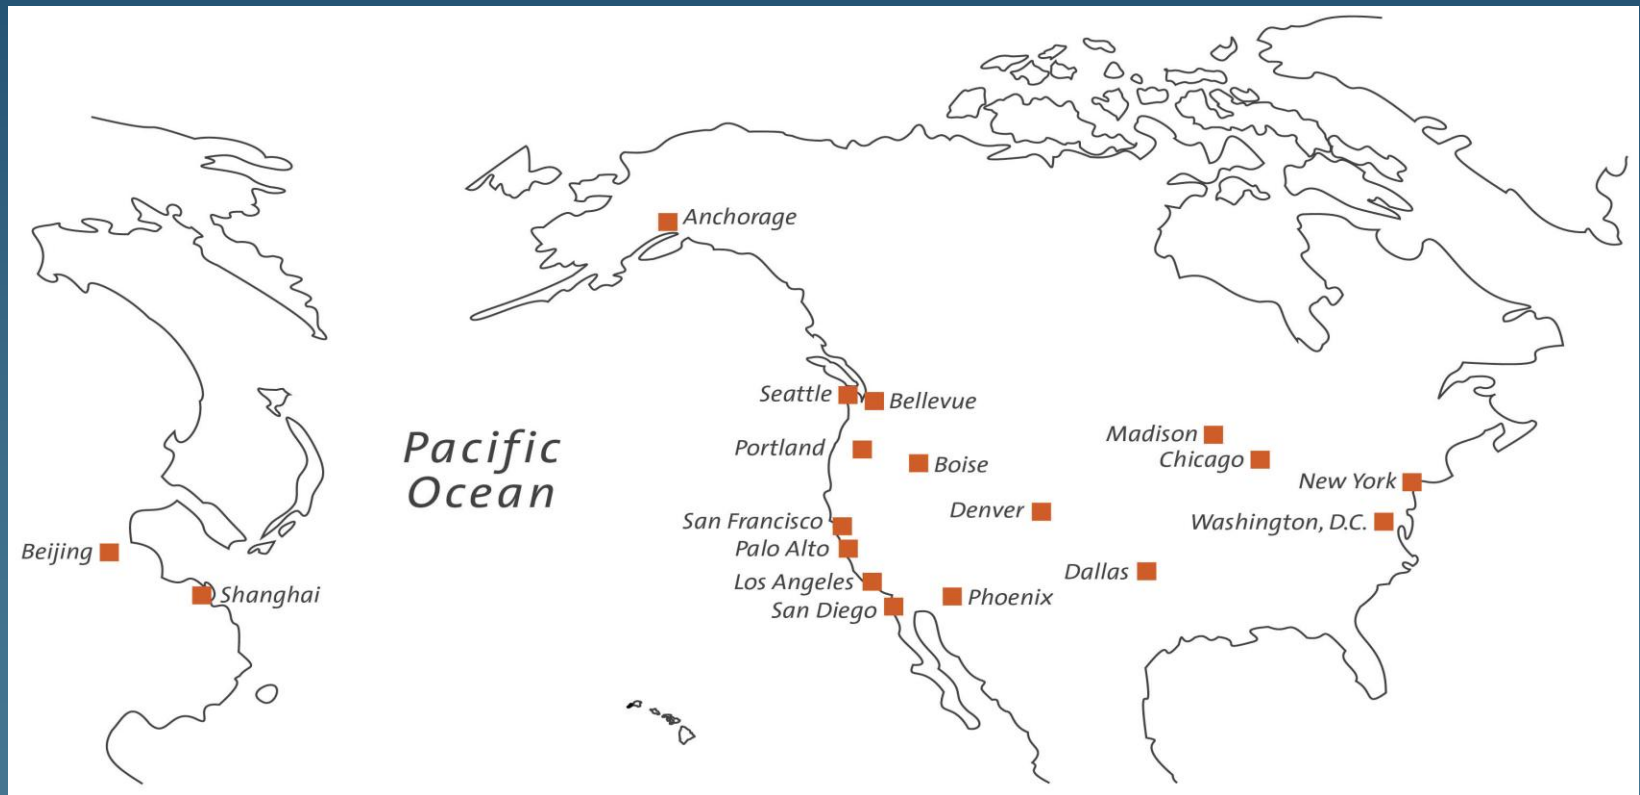 Anchorage
Seattle
Bellevue
Pacific
Ocean
Portland
Boise
Madison
Chicago
New York
Denver
San Francisco
Washington, D.C.
Palo Alto
Beijing
Dallas
Los Angeles
Shanghai
Phoenix
San Diego